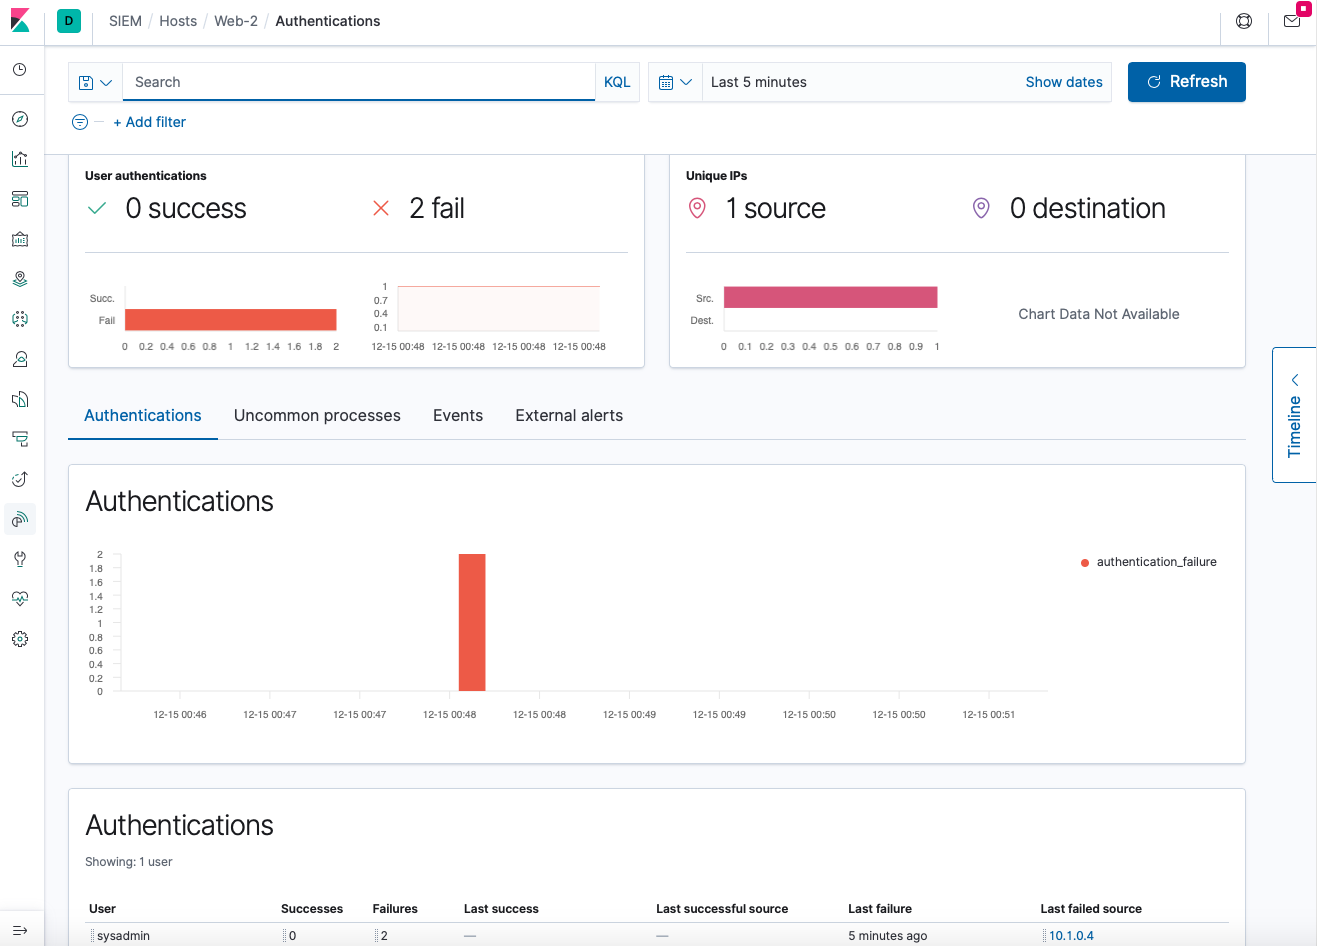 D SIEM / Hosts / Web-2 / Authentications
Search KQL Last 5 minutes Show dates Refresh
+ Add filter
User authentications
0 success 2 fail
Succ.
Fail
0 0.2 0.4 0.6 0.8 1 1.2 1.4 1.6 1.8 2
1
0.7
0.4
0.1
12-15 00:48 12-15 00:48 12-15 00:48 12-15 00:48
Unique IPs
1 source 0 destination
Src.
Dest.
0 0.1 0.2 0.3 0.4 0.5 0.6 0.7 0.8 0.9 1
Chart Data Not Available
Timeline
Authentications Uncommon processes Events External alerts
Authentications
2
1.8
1.6
1.4
1.2
1
0.8
0.6
0.4
0.2
0
12-15 00:46 12-15 00:47 12-15 00:47 12-15 00:48 12-15 00:48 12-15 00:49 12-15 00:49 12-15 00:50 12-15 00:50 12-15 00:51
authentication_failure
Authentications
Showing: 1 user
User Successes Failures Last success Last successful source Last failure Last failed source
sysadmin 0 2 — — 5 minutes ago 10.1.0.4